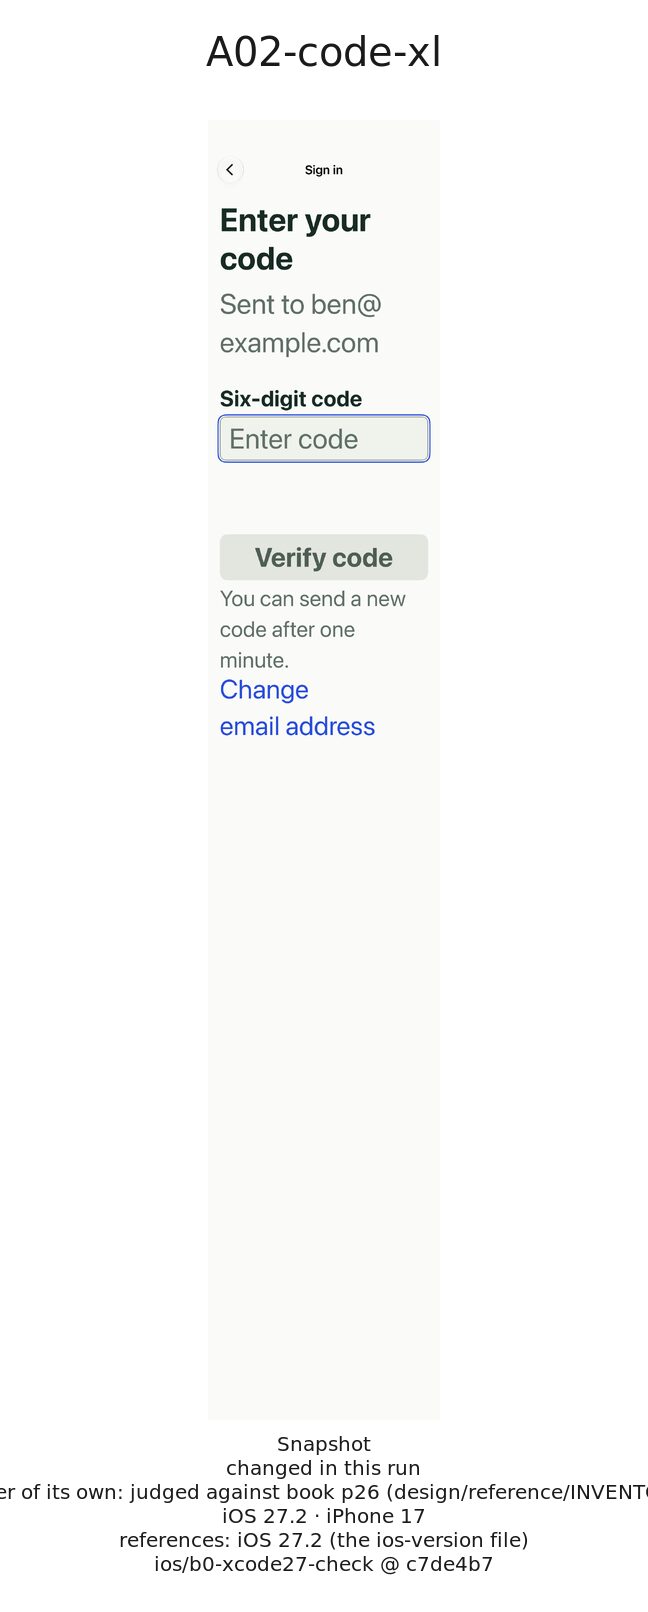 A02-code-xl
Sign in
Enter your
code
Sent to ben@
example.com
Six-digit code
Enter code
Verify code
You can send a new
code after one
minute.
Change
email address
Snapshot
changed in this run
of its own: judged against book p26 (design/reference/
iOS 27.2 · iPhone 17
references: iOS 27.2 (the ios-version file)
ios/b0-xcode27-check @ c7de4b7